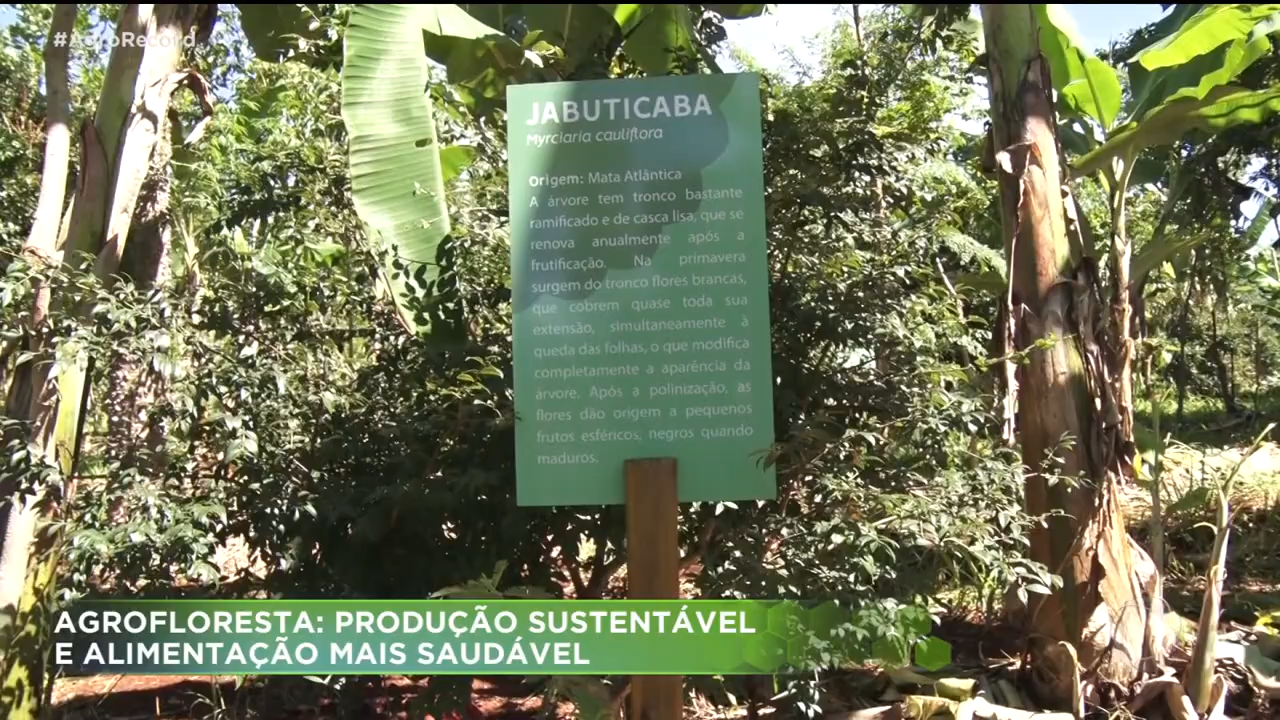 #AgroRecord
JABUTICABA
Myrciaria cauliflora
Origem: Mata Atlântica
A árvore tem tronco bastante
ramificado e de casca lisa, que se
renova anualmente após a
frutificação. Na primavera
surgem do tronco flores brancas,
que cobrem quase toda sua
extensão, simultaneamente à
queda das folhas, o que modifica
completamente a aparência da
árvore. Após a polinização, as
flores dão origem a pequenos
frutos esféricos, negros quando
maduros.
AGROFLORESTA: PRODUÇÃO SUSTENTÁVEL
E ALIMENTAÇÃO MAIS SAUDÁVEL